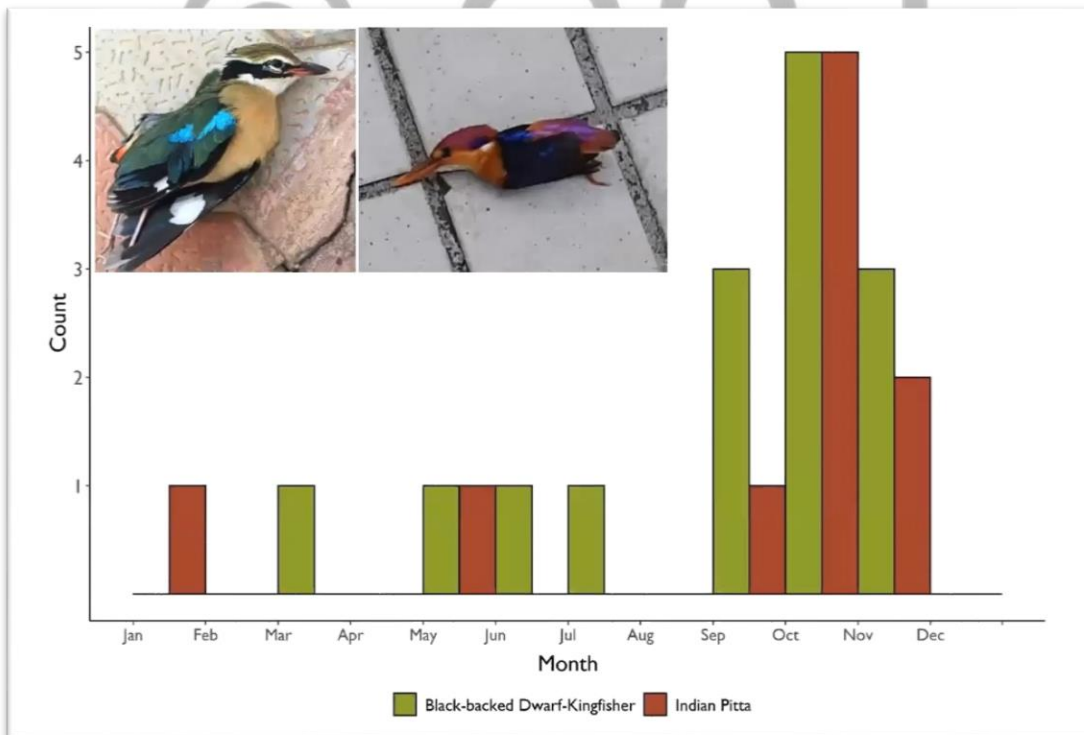 5
4
3
2
1
Count
Jan Feb Mar Apr May Jun Jul Aug Sep Oct Nov Dec
Month
Black-backed Dwarf-Kingfisher Indian Pitta